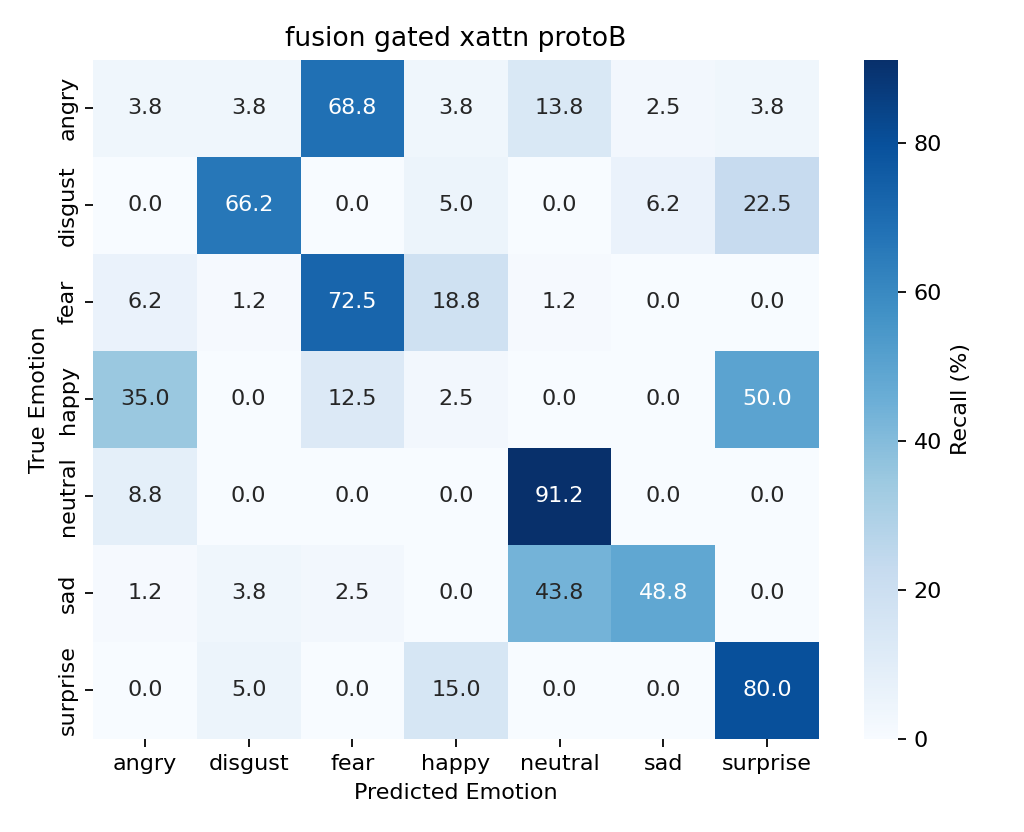 fusion gated xattn protoB
angry 3.8 3.8 68.8 3.8 13.8 2.5 3.8
disgust 0.0 66.2 0.0 5.0 0.0 6.2 22.5
fear 6.2 1.2 72.5 18.8 1.2 0.0 0.0
happy 35.0 0.0 12.5 2.5 0.0 0.0 50.0
neutral 8.8 0.0 0.0 0.0 91.2 0.0 0.0
sad 1.2 3.8 2.5 0.0 43.8 48.8 0.0
surprise 0.0 5.0 0.0 15.0 0.0 0.0 80.0
angry disgust fear happy neutral sad surprise
Predicted Emotion
True Emotion
80
60
40
20
0
Recall (%)